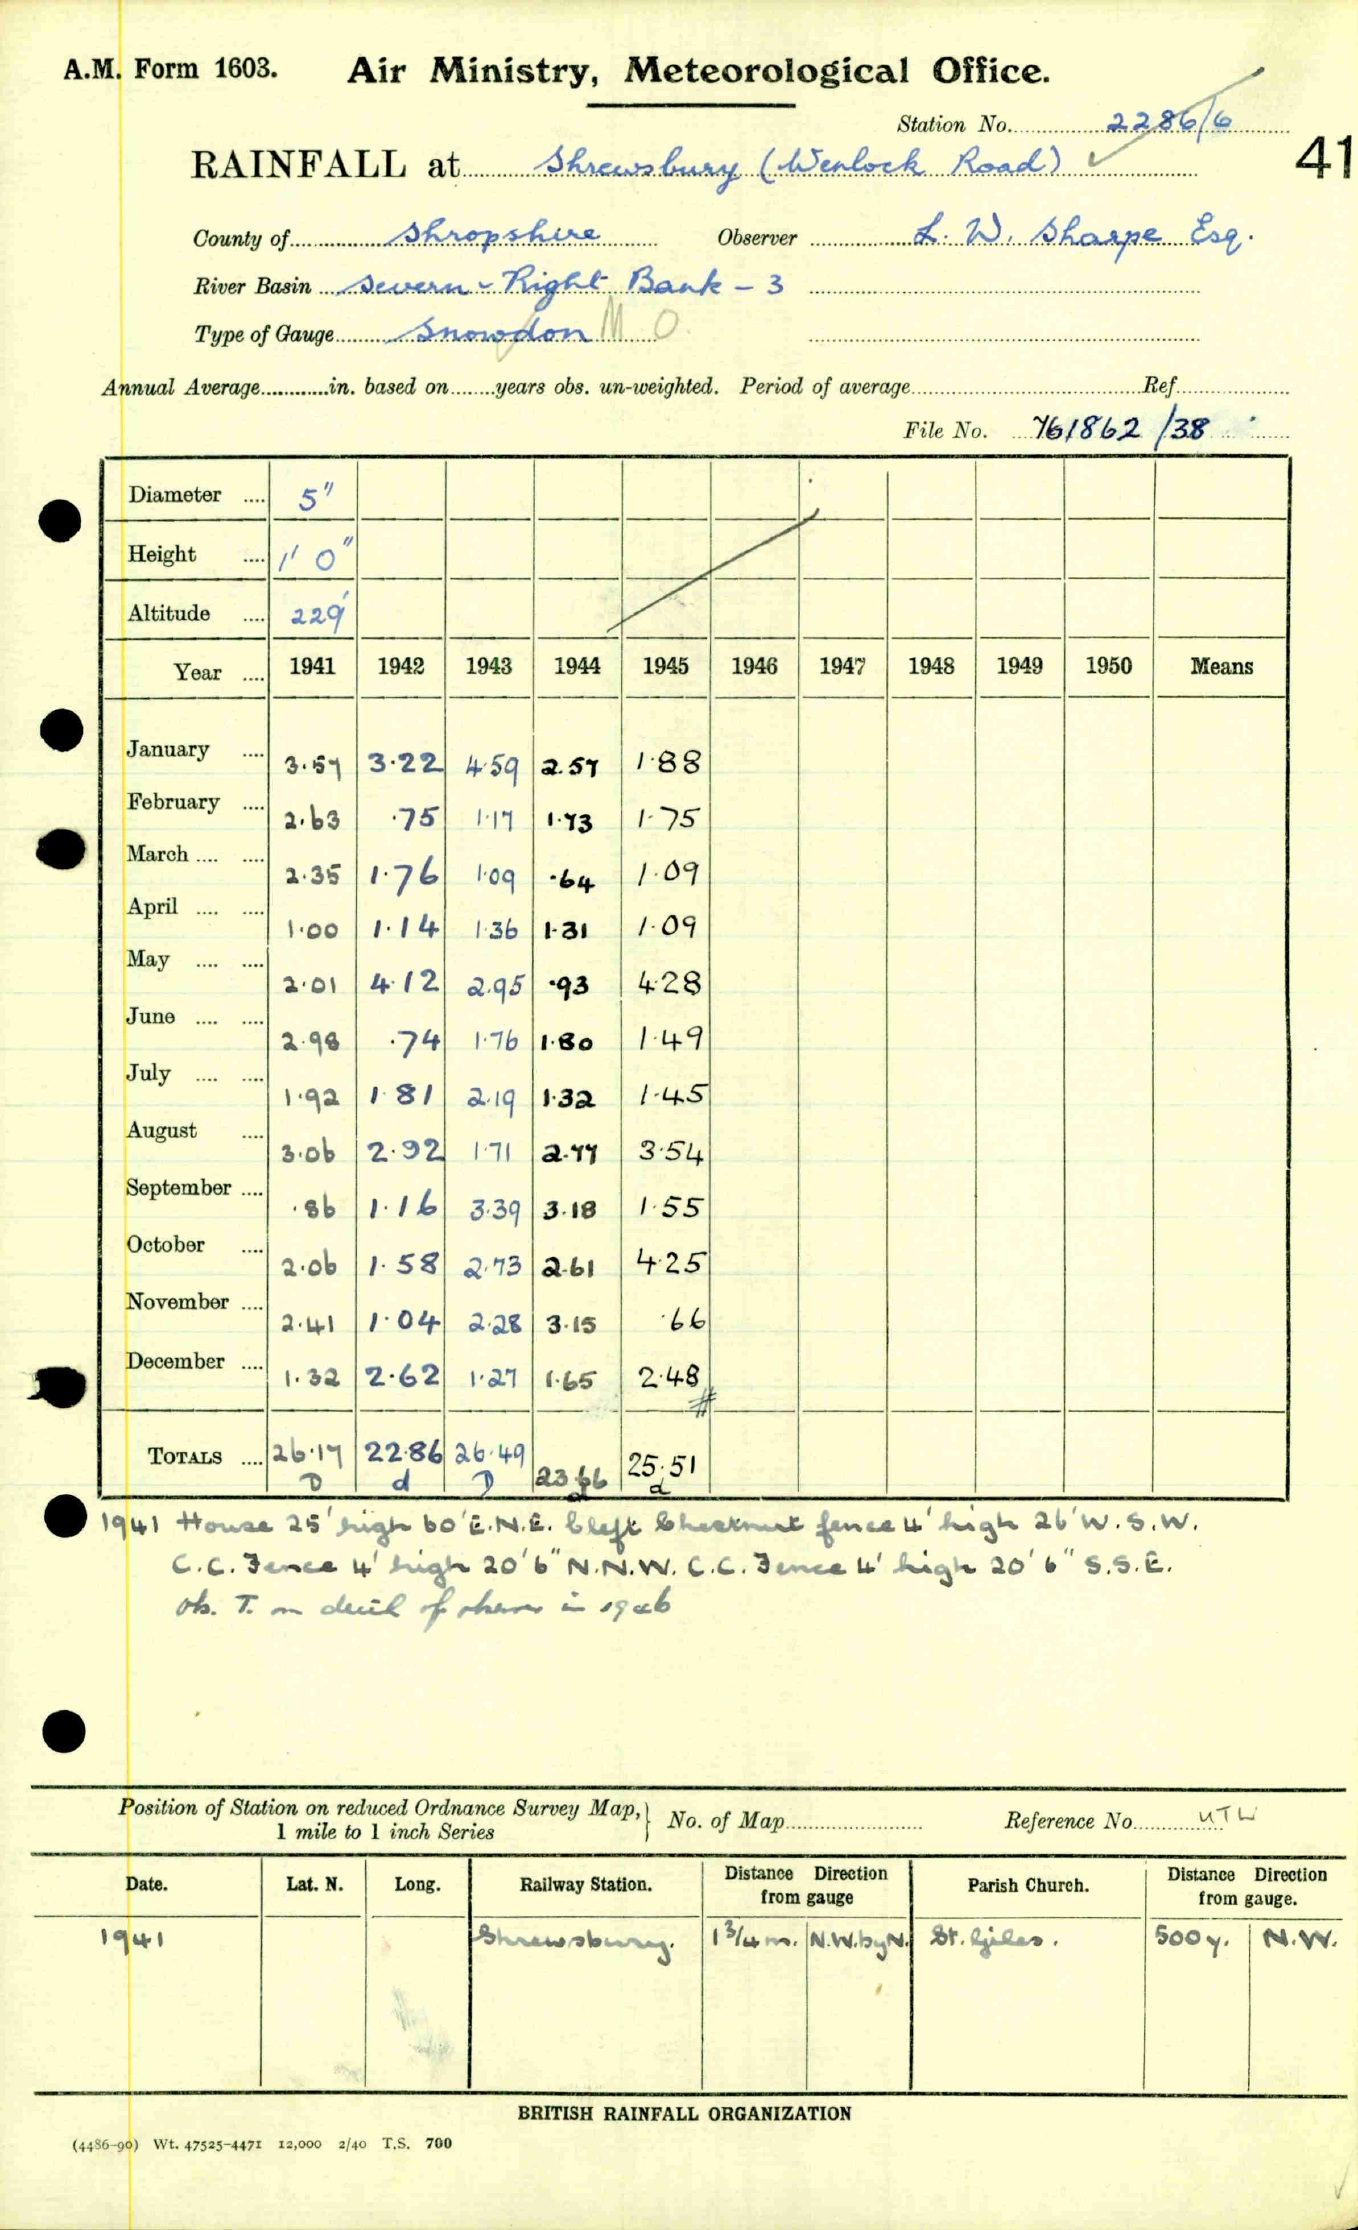 A.M. Form 1603. Air Ministry, Meteorological Office.
Station No. 2286/6
RAINFALL at Shrewsbury (Wenlock Road) 41
County of Shropshire Observer L. W. Sharpe Esq.
River Basin Severn - Right Bank - 3
Type of Gauge Snowdon M O.
Annual Average............in. based on........years obs. un-weighted. Period of average Ref
File No. 761862/38
Diameter .... 5"
Height .... 1' 0"
Altitude .... 229'
Year .... 1941 1942 1943 1944 1945 1946 1947 1948 1949 1950 Means
January .... 3.57 3.22 4.59 2.57 1.88
February .... 2.63 .75 1.17 1.73 1.75
March .... .... 2.35 1.76 1.09 .64 1.09
April .... .... 1.00 1.14 1.36 1.31 1.09
May .... .... 2.01 4.12 2.95 .93 4.28
June .... .... 2.98 .74 1.76 1.80 1.49
July .... .... 1.92 1.81 2.19 1.32 1.45
August .... 3.06 2.92 1.71 2.77 3.54
September .... .86 1.16 3.39 3.18 1.55
October .... 2.06 1.58 2.73 2.61 4.25
November .... 2.41 1.04 2.28 3.15 .66
December .... 1.32 2.62 1.27 1.65 2.48
#
TOTALS .... 26.17 22.86 26.49 23.66 25.51
D d D d
1941 House 25' high 60' E.N.E. Cleft Chestnut fence 4' high 26' W.S.W.
C.C. Fence 4' high 20' 6" N.N.W. C.C. Fence 4' high 20' 6" S.S.E.
Ob. T. on of in 1946
Position of Station on reduced Ordnance Survey Map, No. of Map Reference No. UTW
1 mile to 1 inch Series
Date. Lat. N. Long. Railway Station. Distance Direction from gauge Parish Church. Distance Direction from gauge.
1941 Shrewsbury. 1 3/4 m. N.W. by N. St. Giles. 500 y. N.W.
BRITISH RAINFALL ORGANIZATION
(4486-90) Wt. 47525-4471 12,000 2/40 T.S. 700